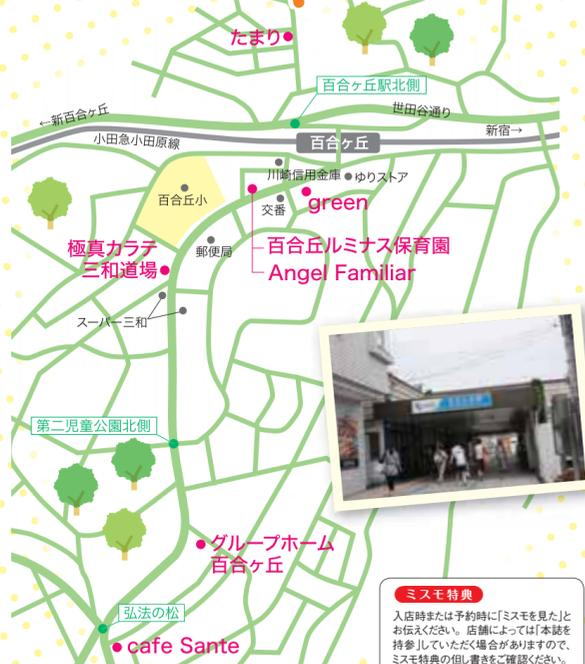 たまり
百合ヶ丘駅北側
世田谷通り
←新百合ヶ丘
小田急小田原線
百合ヶ丘
新宿→
川崎信用金庫
ゆりストア
百合丘小
交番
green
郵便局
極真カラテ
三和道場
百合丘ルミナス保育園
Angel Familiar
スーパー三和
第二児童公園北側
グループホーム
百合ヶ丘
弘法の松
cafe Sante
ミスモ特典
入店時または予約時に「ミスモを見た」と
お伝えください。店舗によっては「本誌を
持参」していただく場合がありますので、
ミスモ特典の但し書きをご確認ください。